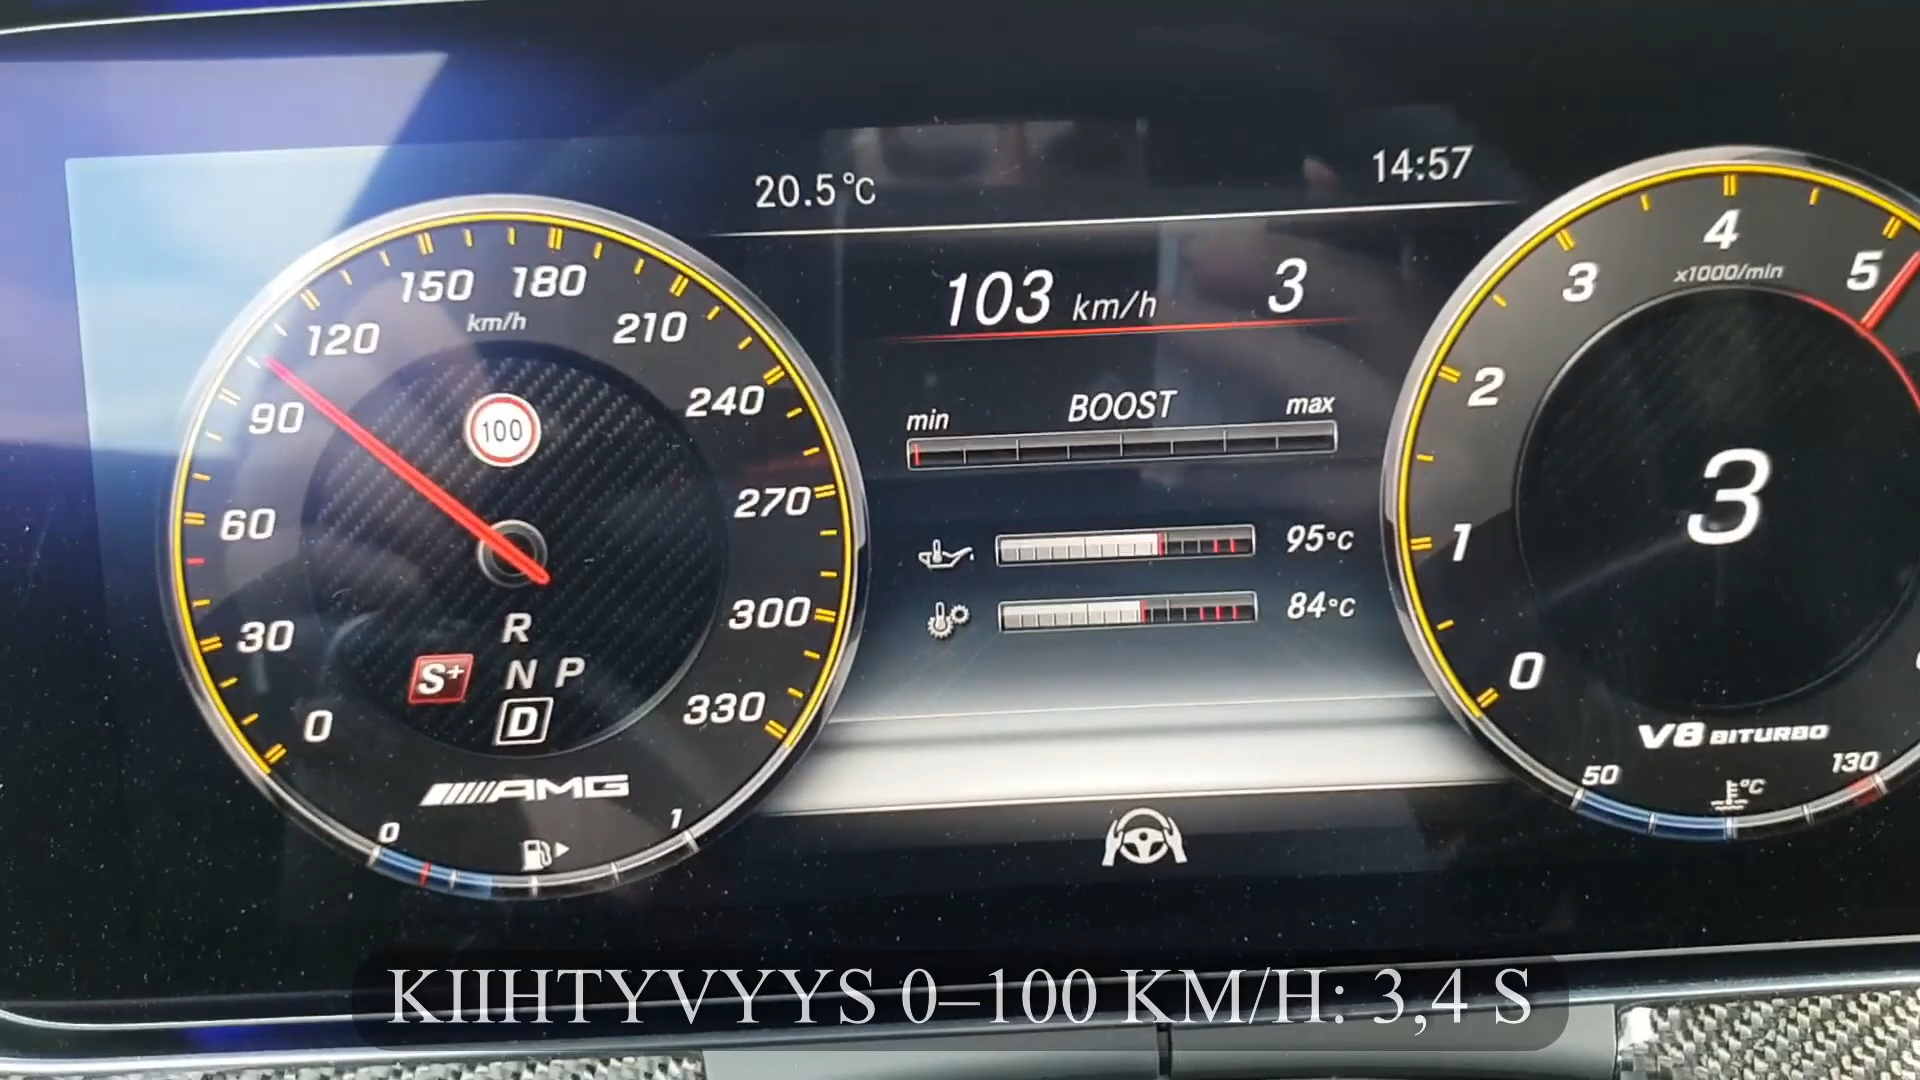 20.5°C
14:57
103 km/h 3
BOOST
min max
95°C
84°C
0
30
60
90
120
150
180
210
240
270
300
330
km/h
100
R
N P
D
S+
AMG
0 1
0
1
2
3
4
5
x1000/min
3
V8 BITURBO
50 °C 130
KIIHTYVYYS 0–100 KM/H: 3,4 S